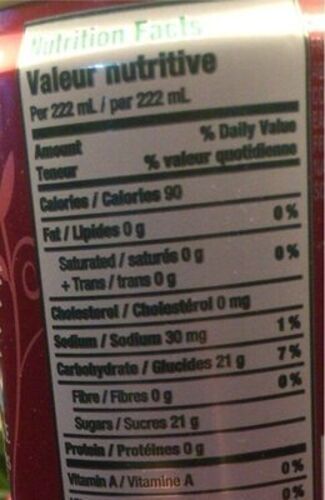 Nutrition Facts
Valeur nutritive
Per 222 mL / par 222 mL
Amount % Daily Value
Teneur % valeur quotidienne
Calories / Calories 90
Fat / Lipides 0 g 0 %
Saturated / saturés 0 g 0 %
+ Trans / trans 0 g
Cholesterol / Cholestérol 0 mg
Sodium / Sodium 30 mg 1 %
Carbohydrate / Glucides 21 g 7 %
Fibre / Fibres 0 g 0 %
Sugars / Sucres 21 g
Protein / Protéines 0 g
Vitamin A / Vitamine A 0 %
0 %